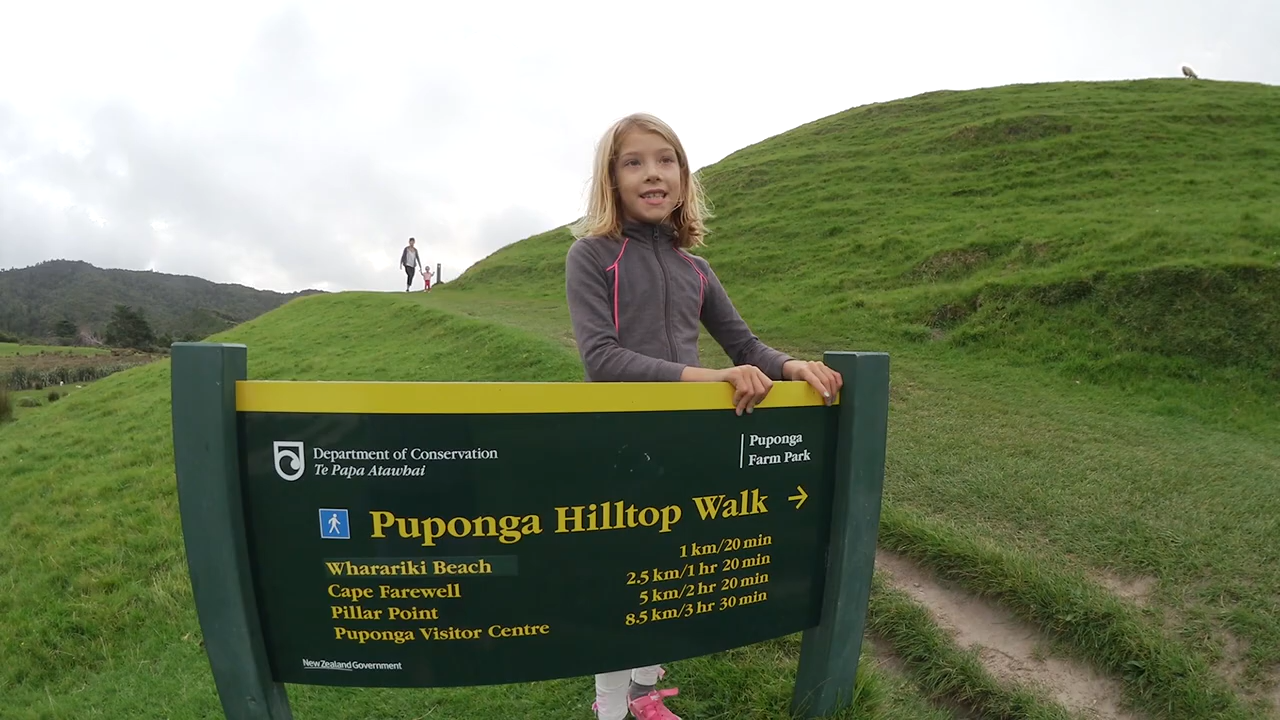 Department of Conservation
Te Papa Atawhai
Puponga
Farm Park
Puponga Hilltop Walk →
Wharariki Beach 1 km/20 min
Cape Farewell 2.5 km/1 hr 20 min
Pillar Point 5 km/2 hr 20 min
Puponga Visitor Centre 8.5 km/3 hr 30 min
New Zealand Government